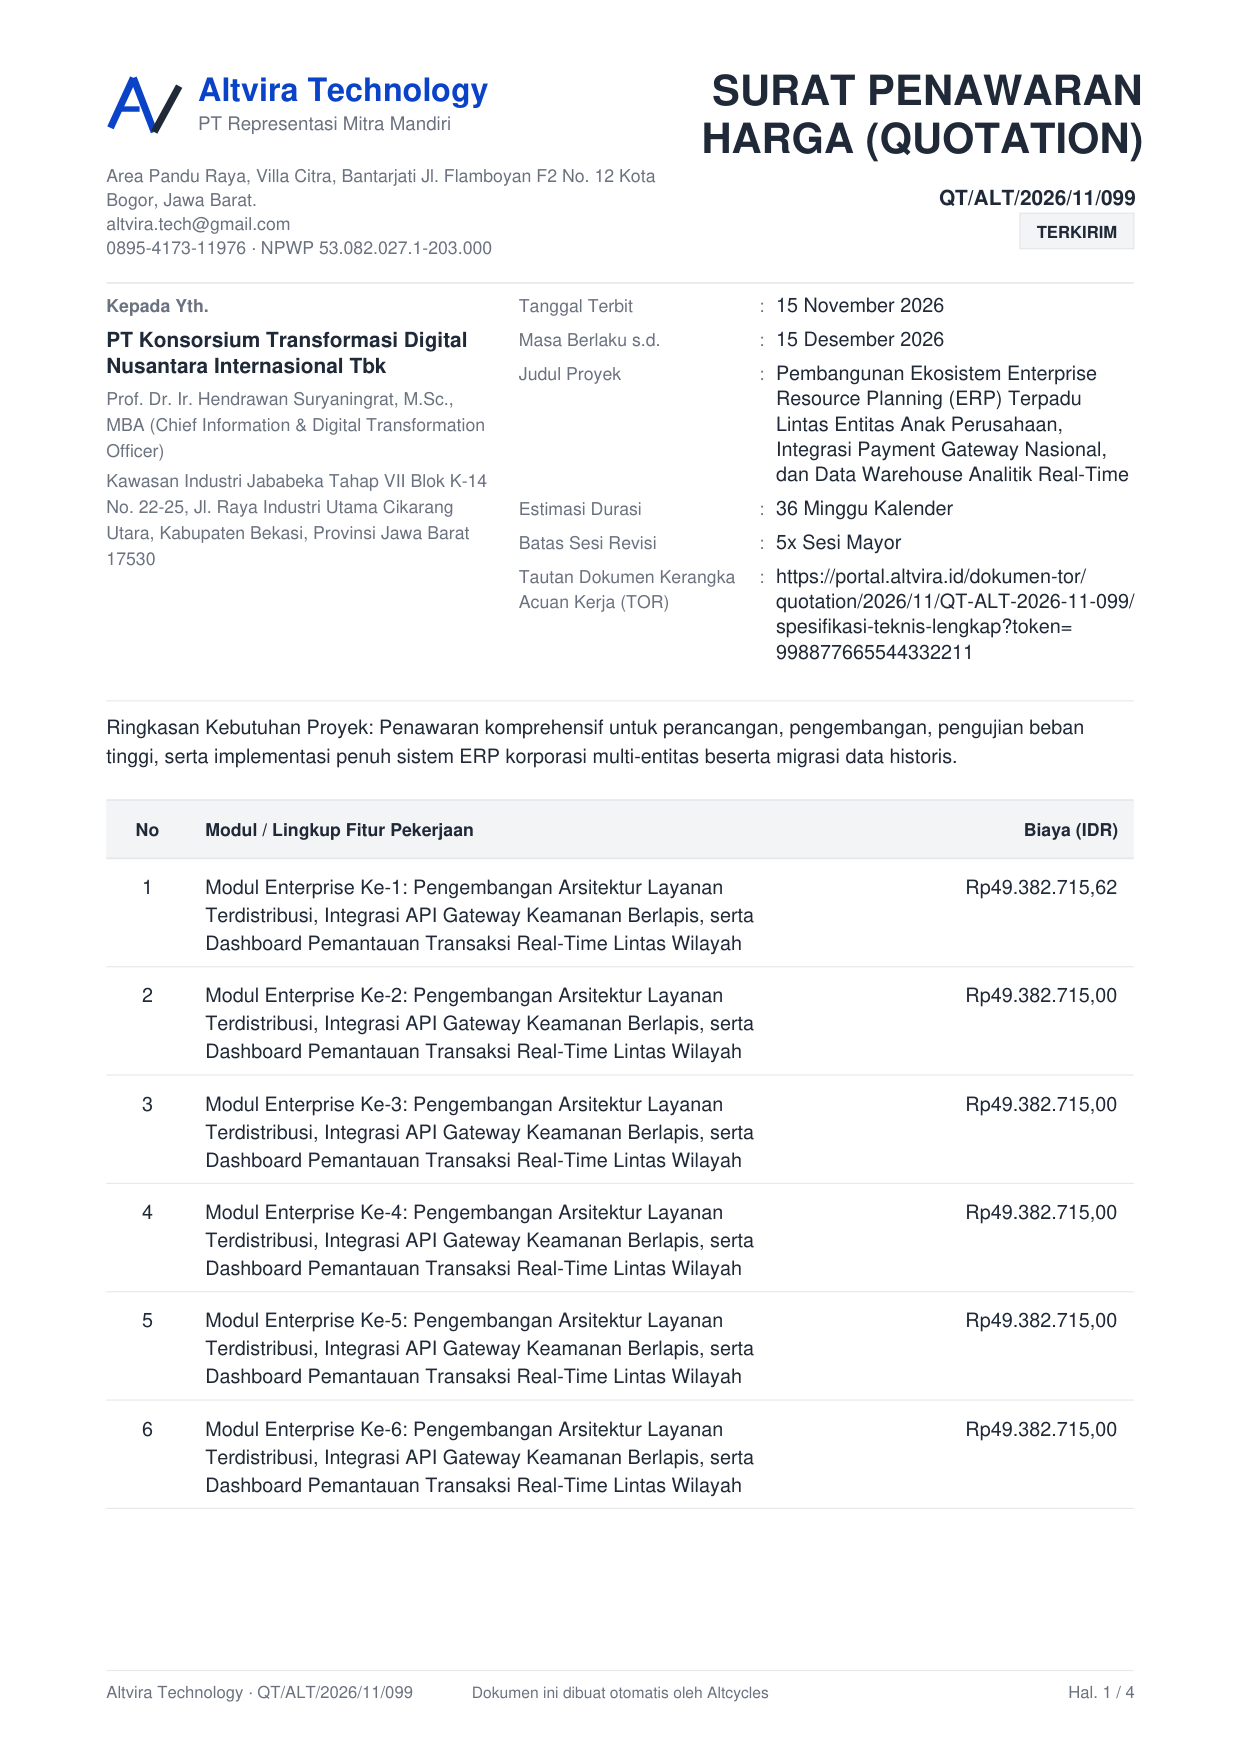 Altvira Technology
PT Representasi Mitra Mandiri
Area Pandu Raya, Villa Citra, Bantarjati Jl. Flamboyan F2 No. 12 Kota
Bogor, Jawa Barat.
altvira.tech@gmail.com
0895-4173-11976 · NPWP 53.082.027.1-203.000
SURAT PENAWARAN
HARGA (QUOTATION)
QT/ALT/2026/11/099
TERKIRIM
Kepada Yth.
PT Konsorsium Transformasi Digital
Nusantara Internasional Tbk
Prof. Dr. Ir. Hendrawan Suryaningrat, M.Sc.,
MBA (Chief Information & Digital Transformation
Officer)
Kawasan Industri Jababeka Tahap VII Blok K-14
No. 22-25, Jl. Raya Industri Utama Cikarang
Utara, Kabupaten Bekasi, Provinsi Jawa Barat
17530
Tanggal Terbit : 15 November 2026
Masa Berlaku s.d. : 15 Desember 2026
Judul Proyek : Pembangunan Ekosistem Enterprise
Resource Planning (ERP) Terpadu
Lintas Entitas Anak Perusahaan,
Integrasi Payment Gateway Nasional,
dan Data Warehouse Analitik Real-Time
Estimasi Durasi : 36 Minggu Kalender
Batas Sesi Revisi : 5x Sesi Mayor
Tautan Dokumen Kerangka : https://portal.altvira.id/dokumen-tor/
Acuan Kerja (TOR) quotation/2026/11/QT-ALT-2026-11-099/
spesifikasi-teknis-lengkap?token=
998877665544332211
Ringkasan Kebutuhan Proyek: Penawaran komprehensif untuk perancangan, pengembangan, pengujian beban
tinggi, serta implementasi penuh sistem ERP korporasi multi-entitas beserta migrasi data historis.
No Modul / Lingkup Fitur Pekerjaan Biaya (IDR)
1 Modul Enterprise Ke-1: Pengembangan Arsitektur Layanan Rp49.382.715,62
Terdistribusi, Integrasi API Gateway Keamanan Berlapis, serta
Dashboard Pemantauan Transaksi Real-Time Lintas Wilayah
2 Modul Enterprise Ke-2: Pengembangan Arsitektur Layanan Rp49.382.715,00
Terdistribusi, Integrasi API Gateway Keamanan Berlapis, serta
Dashboard Pemantauan Transaksi Real-Time Lintas Wilayah
3 Modul Enterprise Ke-3: Pengembangan Arsitektur Layanan Rp49.382.715,00
Terdistribusi, Integrasi API Gateway Keamanan Berlapis, serta
Dashboard Pemantauan Transaksi Real-Time Lintas Wilayah
4 Modul Enterprise Ke-4: Pengembangan Arsitektur Layanan Rp49.382.715,00
Terdistribusi, Integrasi API Gateway Keamanan Berlapis, serta
Dashboard Pemantauan Transaksi Real-Time Lintas Wilayah
5 Modul Enterprise Ke-5: Pengembangan Arsitektur Layanan Rp49.382.715,00
Terdistribusi, Integrasi API Gateway Keamanan Berlapis, serta
Dashboard Pemantauan Transaksi Real-Time Lintas Wilayah
6 Modul Enterprise Ke-6: Pengembangan Arsitektur Layanan Rp49.382.715,00
Terdistribusi, Integrasi API Gateway Keamanan Berlapis, serta
Dashboard Pemantauan Transaksi Real-Time Lintas Wilayah
Altvira Technology · QT/ALT/2026/11/099 Dokumen ini dibuat otomatis oleh Altcycles Hal. 1 / 4